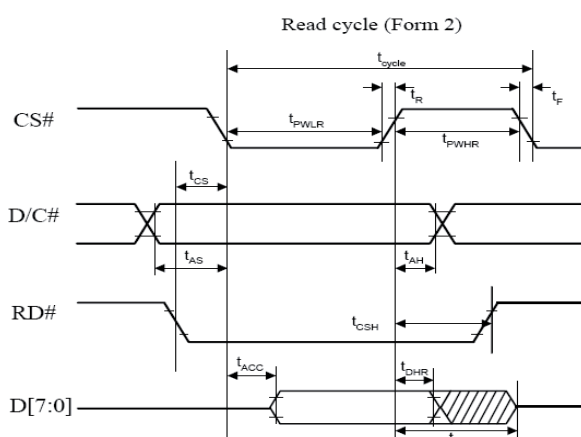 Read cycle (Form 2)
tcycle
tR
tF
CS#
tPWLR
tPWHR
tCS
D/C#
tAS
tAH
RD#
tCSH
tACC
tDHR
D[7:0]